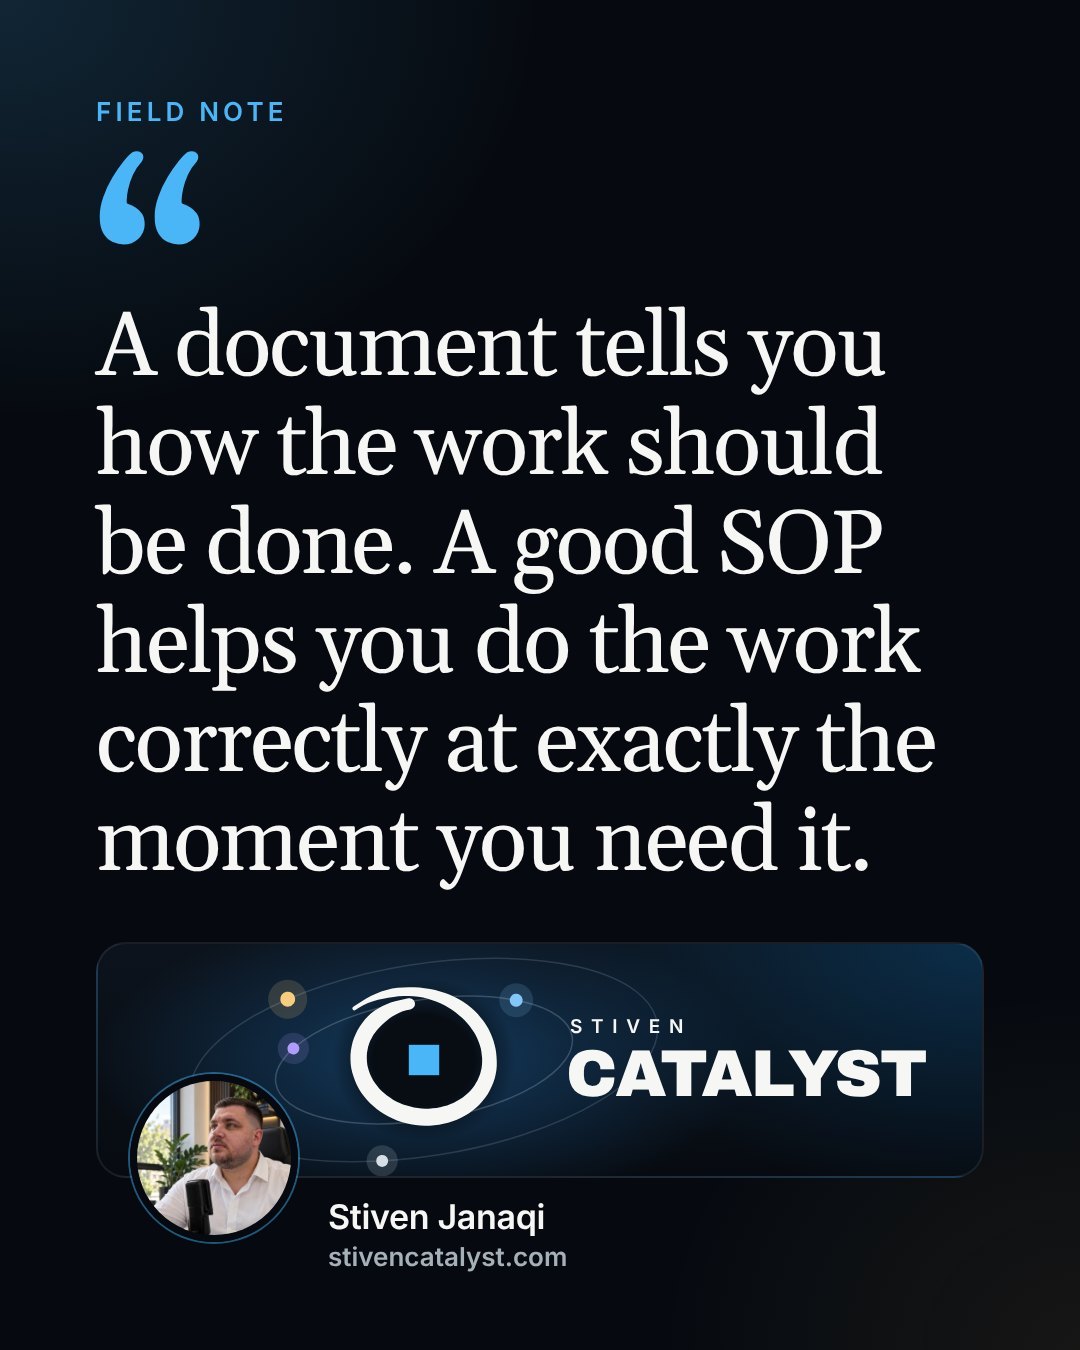 FIELD NOTE
“
A document tells you
how the work should
be done. A good SOP
helps you do the work
correctly at exactly the
moment you need it.
STIVEN
CATALYST
Stiven Janaqi
stivencatalyst.com